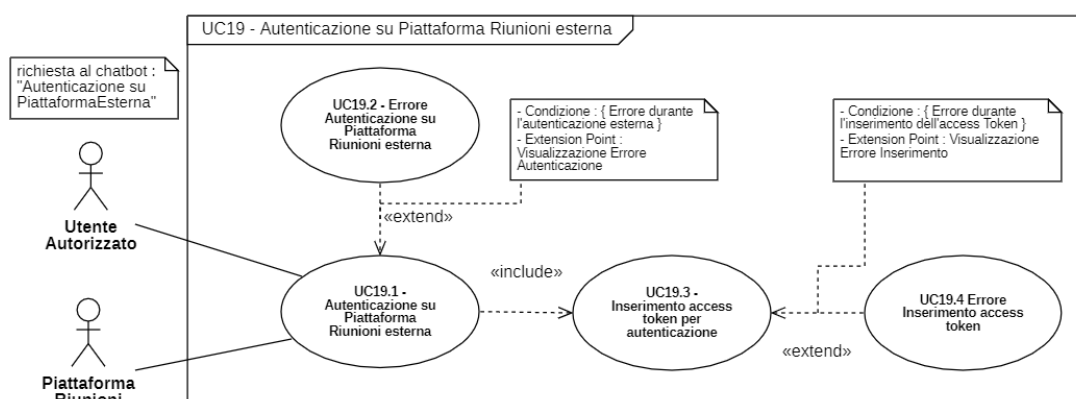 UC19 - Autenticazione su Piattaforma Riunioni esterna
richiesta al chatbot :
"Autenticazione su
PiattaformaEsterna"
UC19.2 - Errore
Autenticazione su
Piattaforma
Riunioni esterna
- Condizione : { Errore durante
l'autenticazione esterna }
- Extension Point :
Visualizzazione Errore
Autenticazione
- Condizione : { Errore durante
l'inserimento dell'access Token }
- Extension Point : Visualizzazione
Errore Inserimento
«extend»
Utente
Autorizzato
UC19.1 -
Autenticazione su
Piattaforma
Riunioni esterna
«include»
UC19.3 -
Inserimento access
token per
autenticazione
UC19.4 Errore
Inserimento access
token
«extend»
Piattaforma
Riunioni